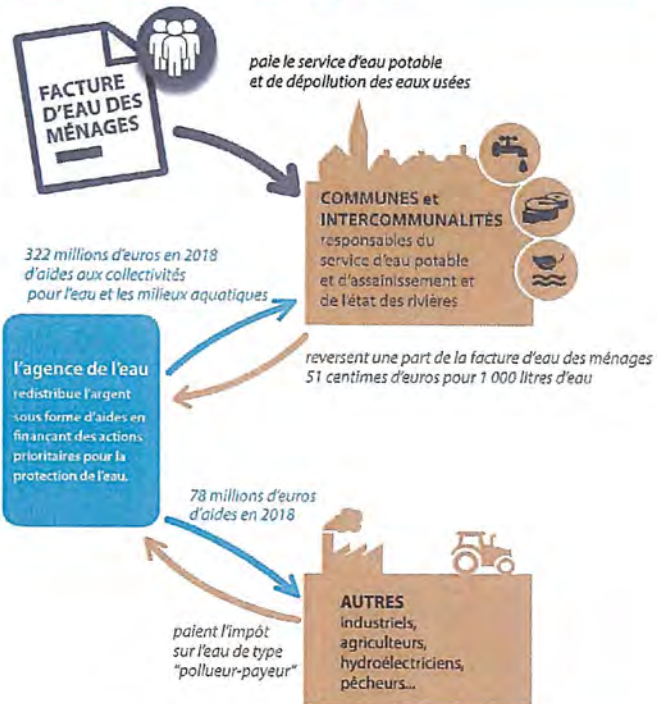 FACTURE
D'EAU DES
MÉNAGES
paie le service d'eau potable
et de dépollution des eaux usées
COMMUNES et
INTERCOMMUNALITÉS
responsables du
service d'eau potable
et d'assainissement et
de l'état des rivières
322 millions d'euros en 2018
d'aides aux collectivités
pour l'eau et les milieux aquatiques
reversent une part de la facture d'eau des ménages
51 centimes d'euros pour 1 000 litres d'eau
l'agence de l'eau
redistribue l'argent
sous forme d'aides en
finançant des actions
prioritaires pour la
protection de l'eau.
78 millions d'euros
d'aides en 2018
paient l'impôt
sur l'eau de type
"pollueur-payeur"
AUTRES
industriels,
agriculteurs,
hydroélectriciens,
pêcheurs...